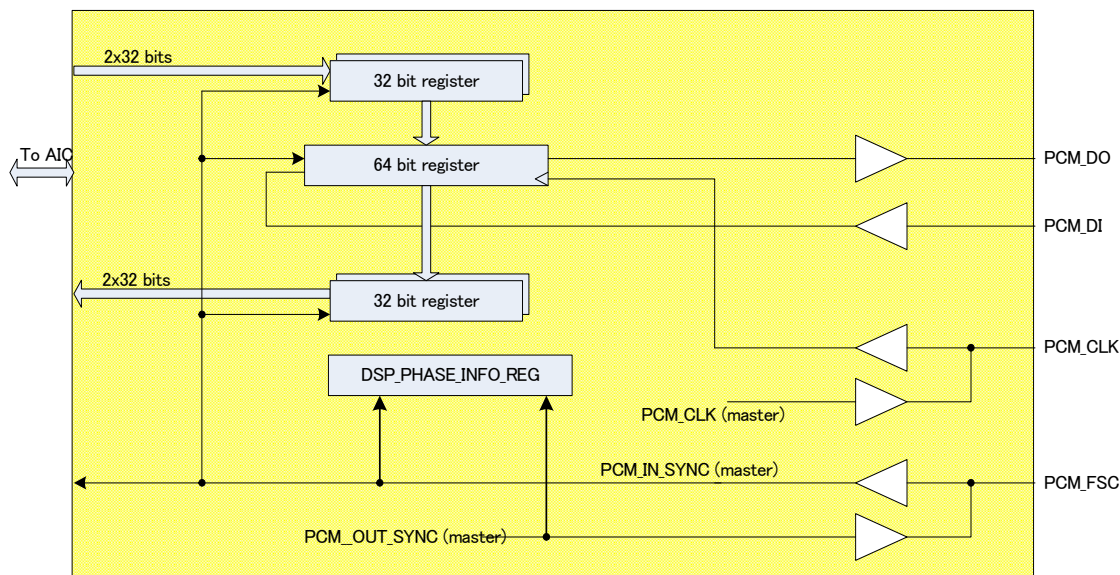 2x32 bits
32 bit register
To AIC
64 bit register
PCM_DO
PCM_DI
2x32 bits
32 bit register
PCM_CLK
DSP_PHASE_INFO_REG
PCM_CLK (master)
PCM_IN_SYNC (master)
PCM_FSC
PCM__OUT_SYNC (master)